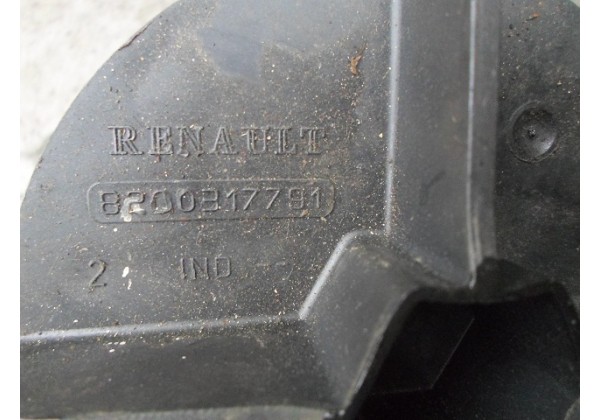 RENAULT
8200317791
2 IND --